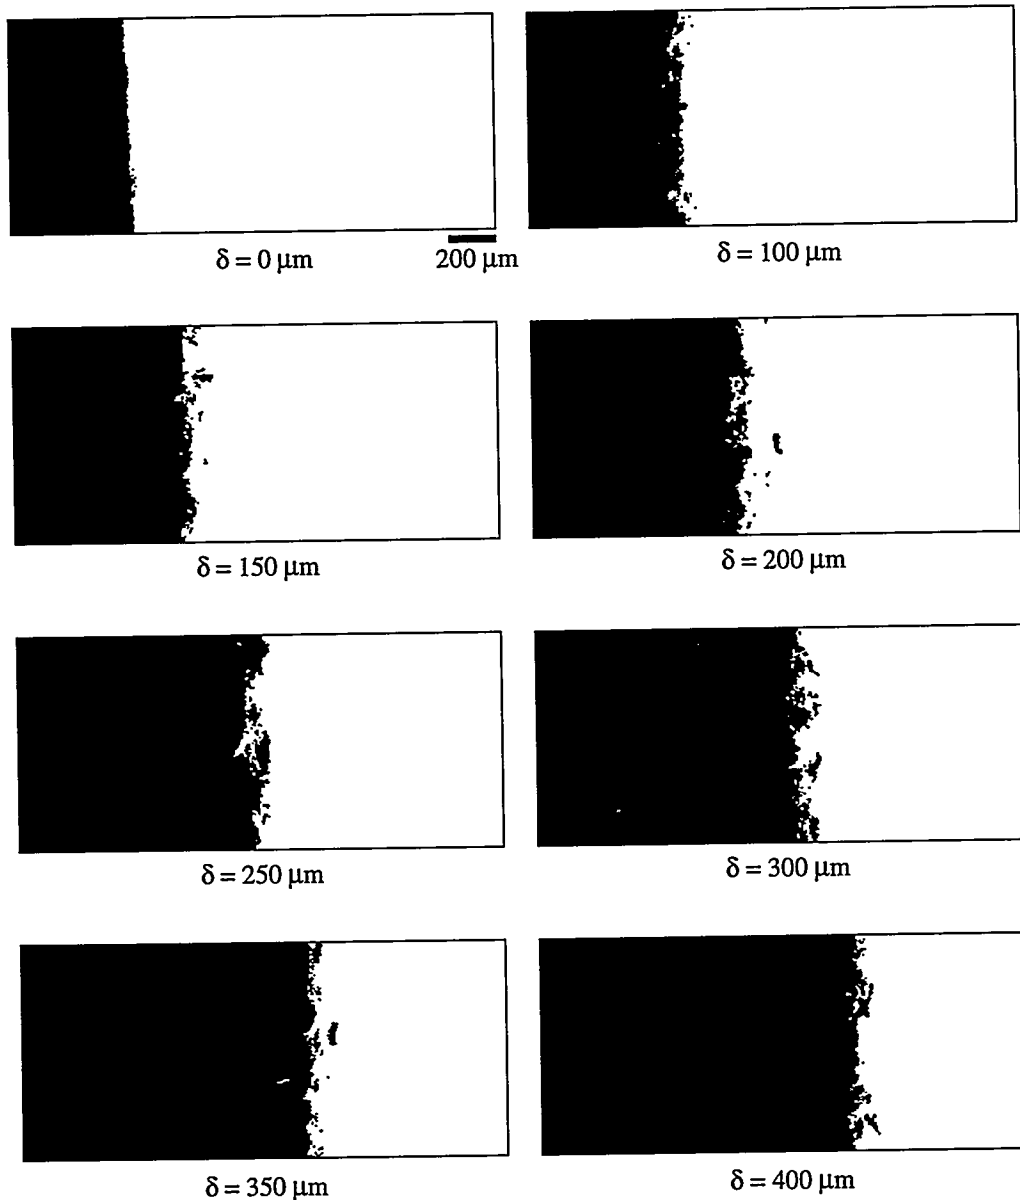 δ = 0 μm
200 μm
δ = 100 μm
δ = 150 μm
δ = 200 μm
δ = 250 μm
δ = 300 μm
δ = 350 μm
δ = 400 μm